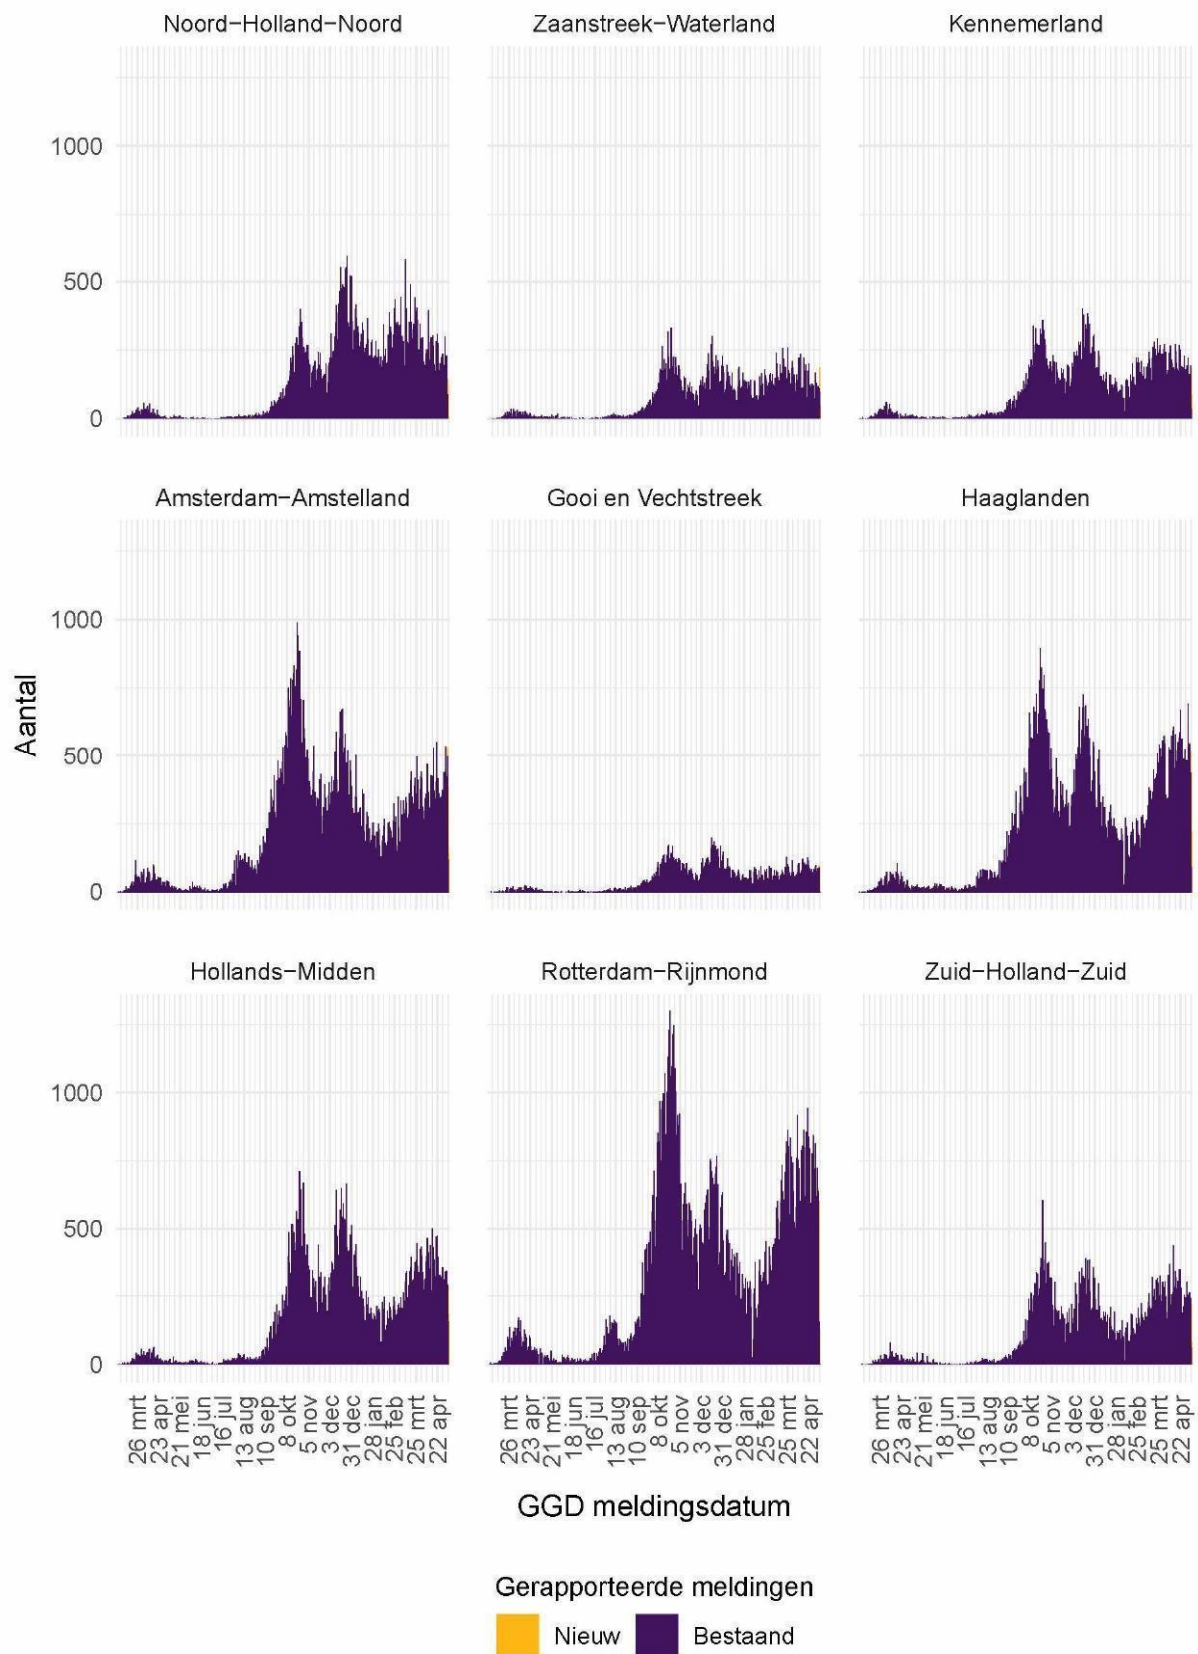 Noord-Holland-Noord
Zaanstreek-Waterland
Kennemerland
1000
500
0
Amsterdam-Amstelland
Gooi en Vechtstreek
Haaglanden
1000
500
0
Aantal
Hollands-Midden
Rotterdam-Rijnmond
Zuid-Holland-Zuid
1000
500
0
26 mrt
23 apr
21 mei
18 jun
16 jul
13 aug
10 sep
8 okt
5 nov
3 dec
31 dec
28 jan
25 feb
25 mrt
22 apr
26 mrt
23 apr
21 mei
18 jun
16 jul
13 aug
10 sep
8 okt
5 nov
3 dec
31 dec
28 jan
25 feb
25 mrt
22 apr
26 mrt
23 apr
21 mei
18 jun
16 jul
13 aug
10 sep
8 okt
5 nov
3 dec
31 dec
28 jan
25 feb
25 mrt
22 apr
GGD meldingsdatum
Gerapporteerde meldingen
Nieuw
Bestaand